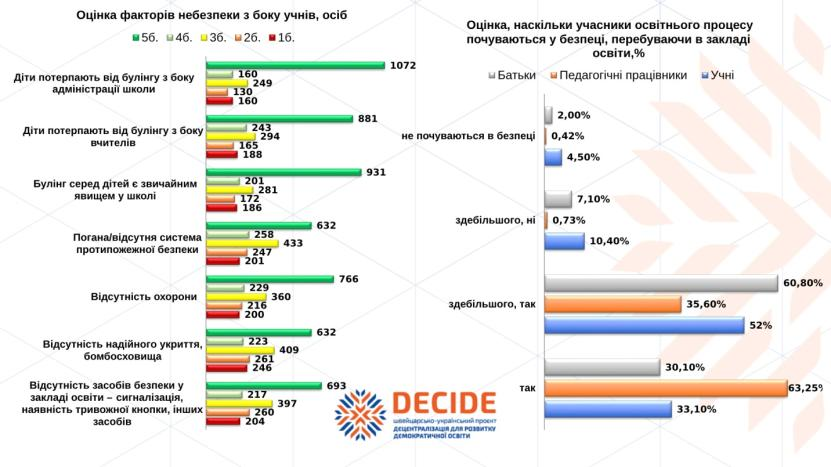 Оцінка факторів небезпеки з боку учнів, осіб
5б. 4б. 3б. 2б. 1б.
Діти потерпають від булінгу з боку
адміністрації школи
1072
160
249
130
160
Діти потерпають від булінгу з боку
вчителів
881
243
294
165
188
Булінг серед дітей є звичайним
явищем у школі
931
201
281
172
186
Погана/відсутня система
протипожежної безпеки
632
258
433
247
201
Відсутність охорони
766
229
360
216
200
Відсутність надійного укриття,
бомбосховища
632
223
409
261
246
Відсутність засобів безпеки у
закладі освіти – сигналізація,
наявність тривожної кнопки, інших
засобів
693
217
397
260
204
Оцінка, наскільки учасники освітнього процесу
почуваються у безпеці, перебуваючи в закладі
освіти,%
Батьки Педагогічні працівники Учні
не почуваються в безпеці
2,00%
0,42%
4,50%
здебільшого, ні
7,10%
0,73%
10,40%
здебільшого, так
60,80%
35,60%
52%
так
30,10%
63,25%
33,10%
DECIDE
швейцарсько-український проект
ДЕЦЕНТРАЛІЗАЦІЯ ДЛЯ РОЗВИТКУ
ДЕМОКРАТИЧНОЇ ОСВІТИ